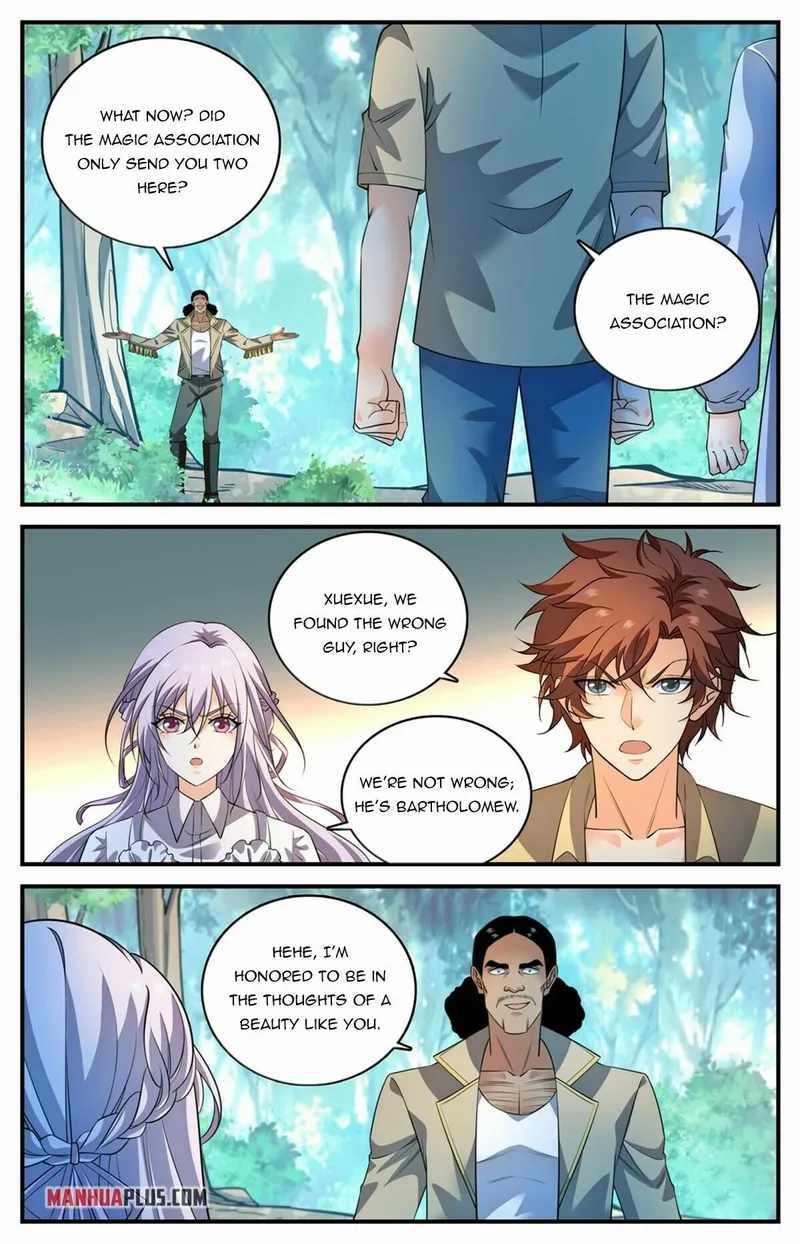 WHAT NOW? DID
THE MAGIC ASSOCIATION
ONLY SEND YOU TWO
HERE?
THE MAGIC
ASSOCIATION?
XUEXUE, WE
FOUND THE WRONG
GUY, RIGHT?
WE'RE NOT WRONG;
HE'S BARTHOLOMEW.
HEHE, I'M
HONORED TO BE IN
THE THOUGHTS OF A
BEAUTY LIKE YOU.
MANHUAPLUS.COM